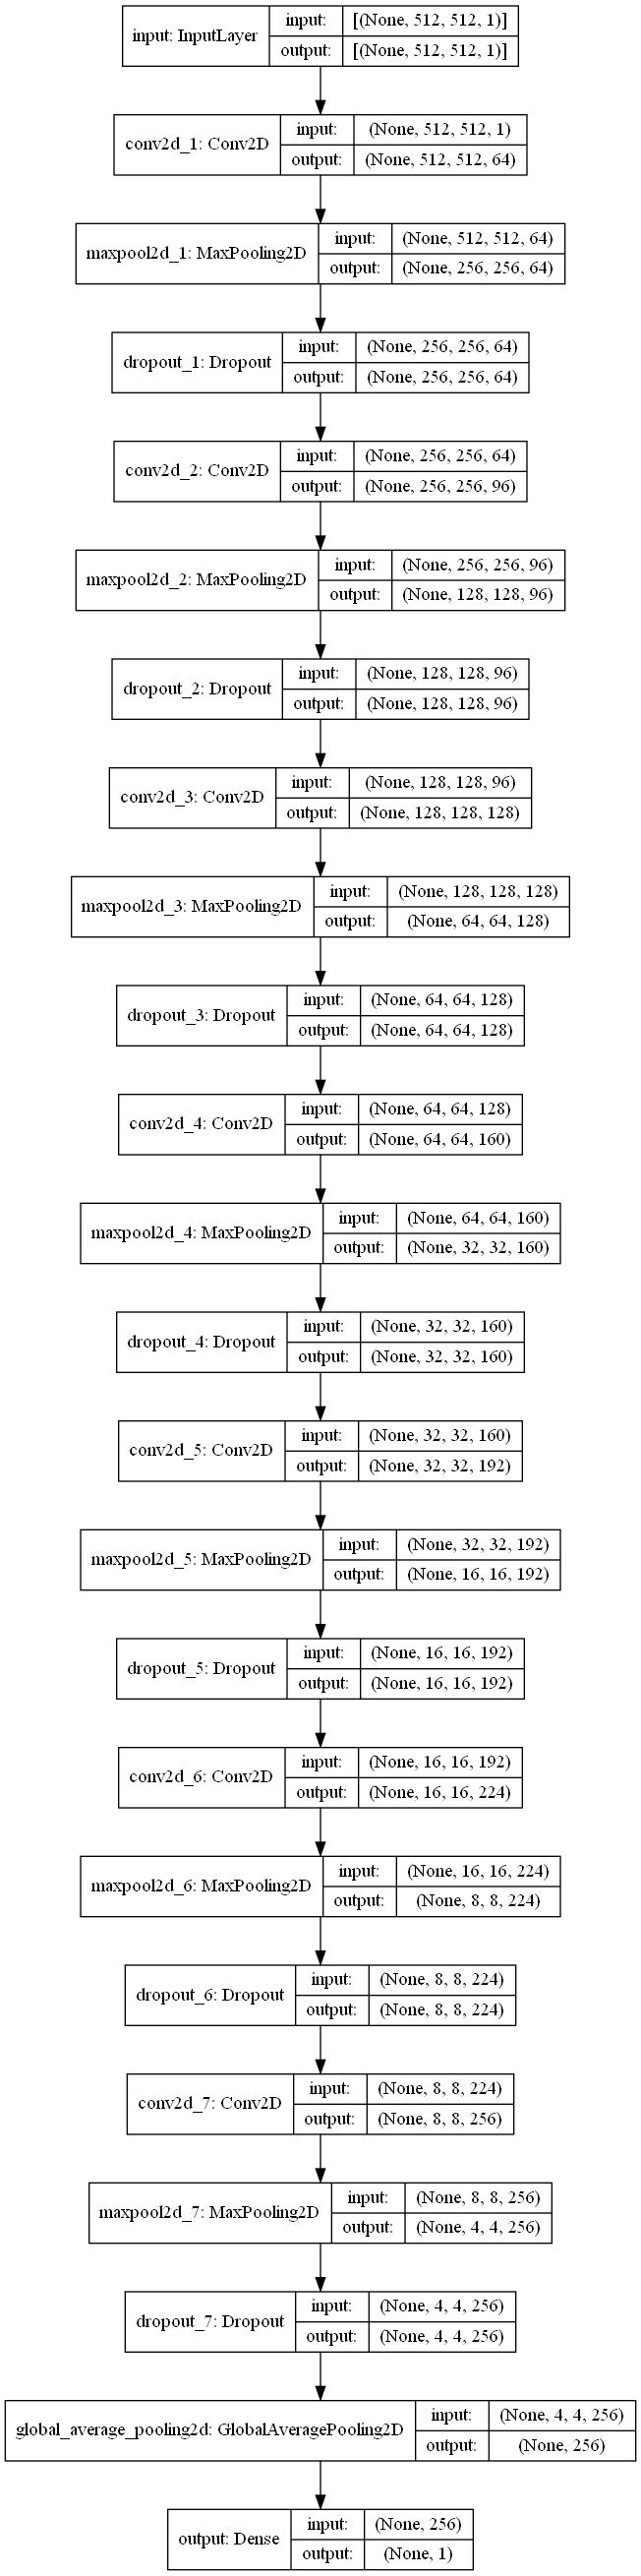 input: InputLayer
input: [(None, 512, 512, 1)]
output: [(None, 512, 512, 1)]
conv2d_1: Conv2D
input: (None, 512, 512, 1)
output: (None, 512, 512, 64)
maxpool2d_1: MaxPooling2D
input: (None, 512, 512, 64)
output: (None, 256, 256, 64)
dropout_1: Dropout
input: (None, 256, 256, 64)
output: (None, 256, 256, 64)
conv2d_2: Conv2D
input: (None, 256, 256, 64)
output: (None, 256, 256, 96)
maxpool2d_2: MaxPooling2D
input: (None, 256, 256, 96)
output: (None, 128, 128, 96)
dropout_2: Dropout
input: (None, 128, 128, 96)
output: (None, 128, 128, 96)
conv2d_3: Conv2D
input: (None, 128, 128, 96)
output: (None, 128, 128, 128)
maxpool2d_3: MaxPooling2D
input: (None, 128, 128, 128)
output: (None, 64, 64, 128)
dropout_3: Dropout
input: (None, 64, 64, 128)
output: (None, 64, 64, 128)
conv2d_4: Conv2D
input: (None, 64, 64, 128)
output: (None, 64, 64, 160)
maxpool2d_4: MaxPooling2D
input: (None, 64, 64, 160)
output: (None, 32, 32, 160)
dropout_4: Dropout
input: (None, 32, 32, 160)
output: (None, 32, 32, 160)
conv2d_5: Conv2D
input: (None, 32, 32, 160)
output: (None, 32, 32, 192)
maxpool2d_5: MaxPooling2D
input: (None, 32, 32, 192)
output: (None, 16, 16, 192)
dropout_5: Dropout
input: (None, 16, 16, 192)
output: (None, 16, 16, 192)
conv2d_6: Conv2D
input: (None, 16, 16, 192)
output: (None, 16, 16, 224)
maxpool2d_6: MaxPooling2D
input: (None, 16, 16, 224)
output: (None, 8, 8, 224)
dropout_6: Dropout
input: (None, 8, 8, 224)
output: (None, 8, 8, 224)
conv2d_7: Conv2D
input: (None, 8, 8, 224)
output: (None, 8, 8, 256)
maxpool2d_7: MaxPooling2D
input: (None, 8, 8, 256)
output: (None, 4, 4, 256)
dropout_7: Dropout
input: (None, 4, 4, 256)
output: (None, 4, 4, 256)
global_average_pooling2d: GlobalAveragePooling2D
input: (None, 4, 4, 256)
output: (None, 256)
output: Dense
input: (None, 256)
output: (None, 1)